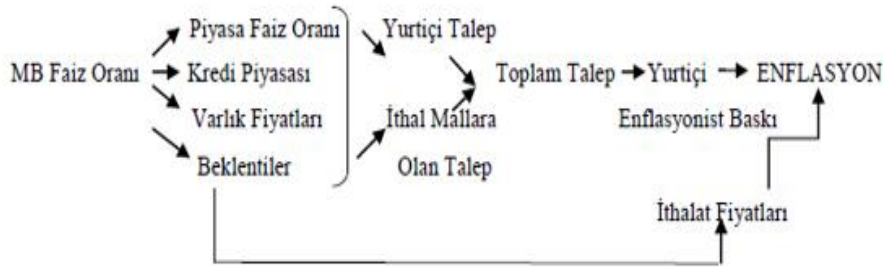 Piyasa Faiz Oranı Yurtiçi Talep
MB Faiz Oranı Kredi Piyasası Toplam Talep Yurtiçi ENFLASYON
Varlık Fiyatları İthal Mallara Enflasyonist Baskı
Beklentiler Olan Talep
İthalat Fiyatları